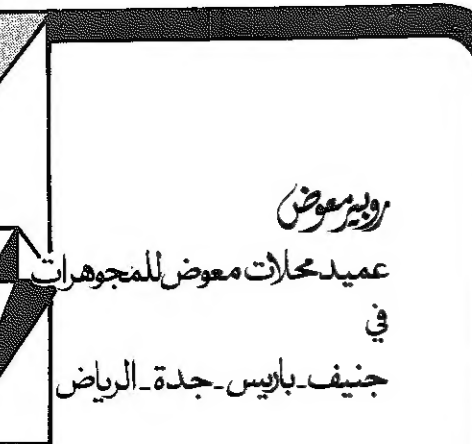 روبير معوض
عميد محلات معوض للمجوهرات
في
جنيف - باريس - جدة - الرياض